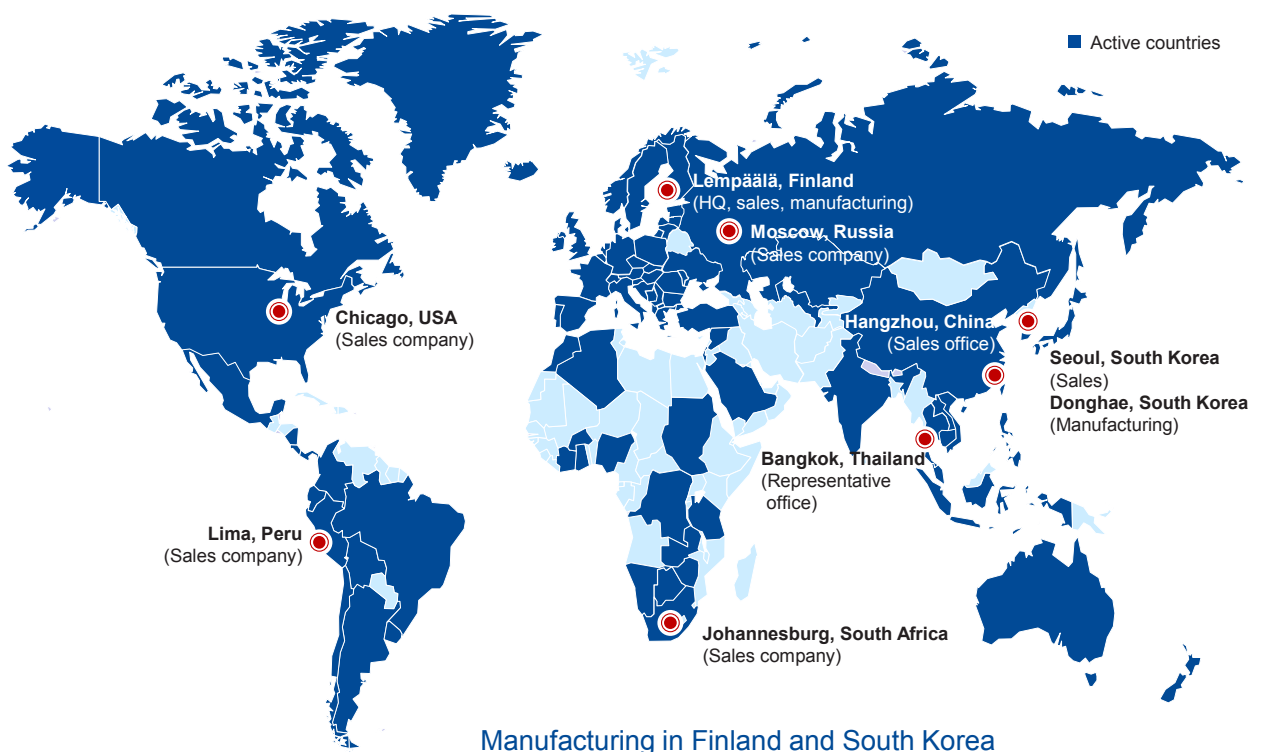 Active countries
Lempäälä, Finland
(HQ, sales, manufacturing)
Moscow, Russia
(Sales company)
Chicago, USA
(Sales company)
Hangzhou, China
(Sales office)
Seoul, South Korea
(Sales)
Donghae, South Korea
(Manufacturing)
Bangkok, Thailand
(Representative
office)
Lima, Peru
(Sales company)
Johannesburg, South Africa
(Sales company)
Manufacturing in Finland and South Korea